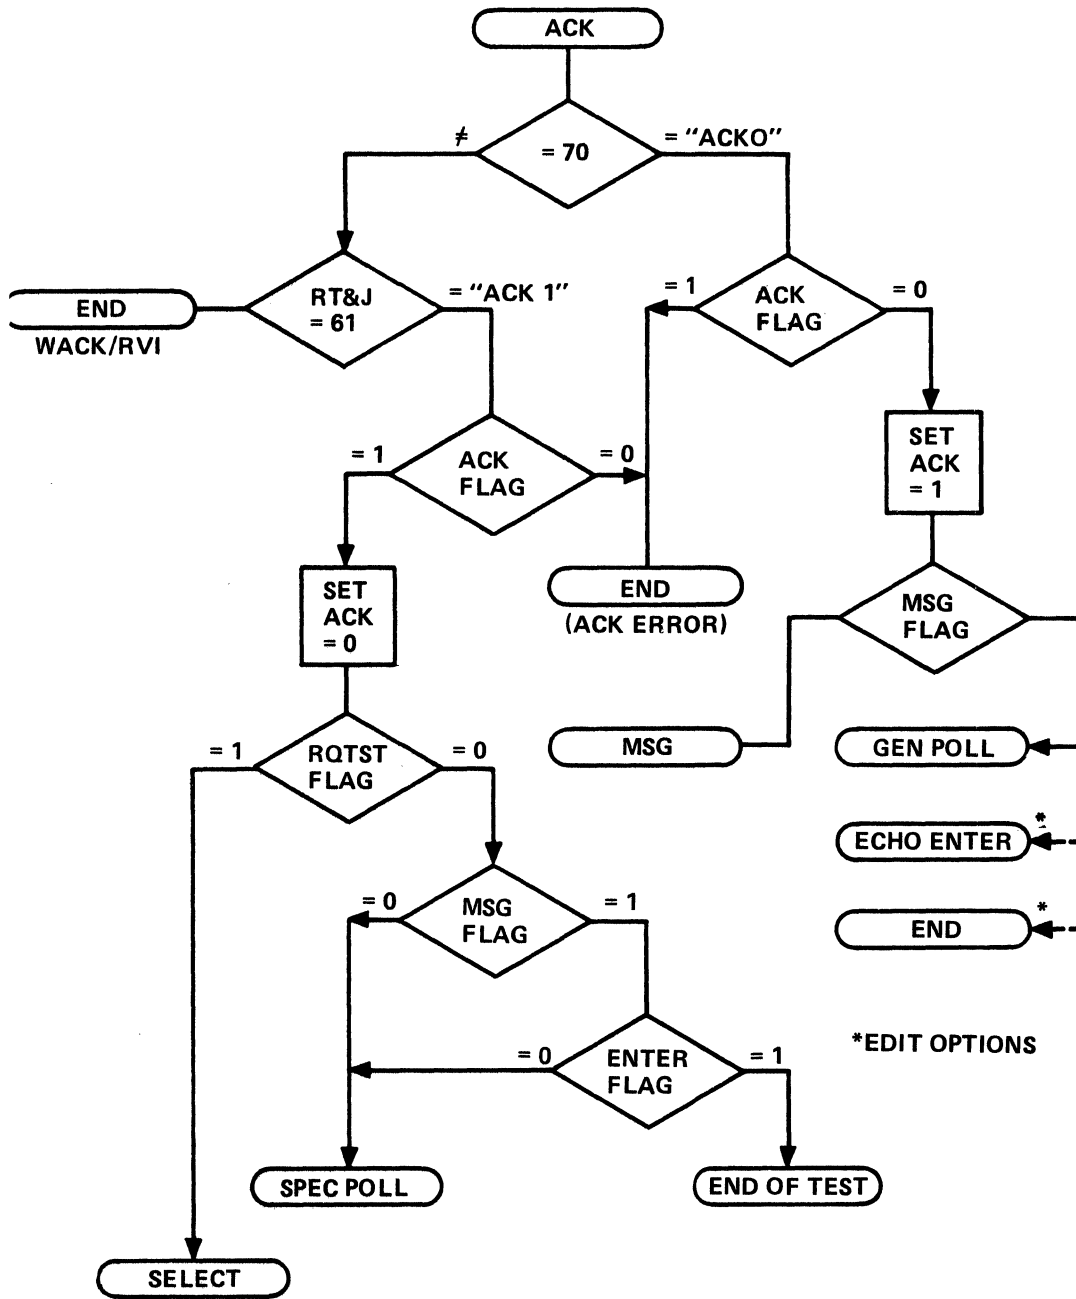 ACK
≠
= 70
= "ACKO"
END
WACK/RVI
RT&J
= 61
= "ACK 1"
= 1
ACK
FLAG
= 0
= 1
ACK
FLAG
= 0
SET
ACK
= 1
SET
ACK
= 0
END
(ACK ERROR)
MSG
FLAG
= 1
RQTST
FLAG
= 0
MSG
GEN POLL
ECHO ENTER
*
END
*
= 0
MSG
FLAG
= 1
*EDIT OPTIONS
= 0
ENTER
FLAG
= 1
SPEC POLL
END OF TEST
SELECT